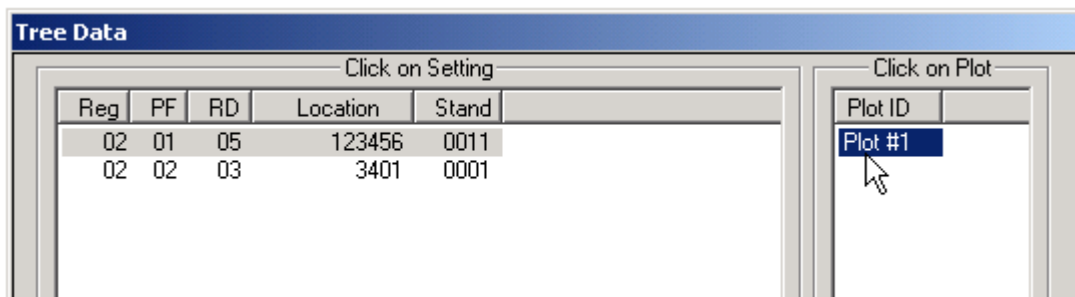 Tree Data
Click on Setting
Click on Plot
Reg PF RD Location Stand
Plot ID
02 01 05 123456 0011
Plot #1
02 02 03 3401 0001